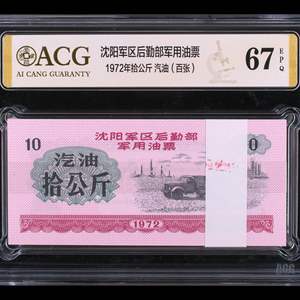 ACG
AI CANG GUARANTY
沈阳军区后勤部军用油票
1972年拾公斤 汽油（百张）
67 EPQ
10
沈阳军区后勤部
军用油票
汽油
拾公斤
1972
ACG